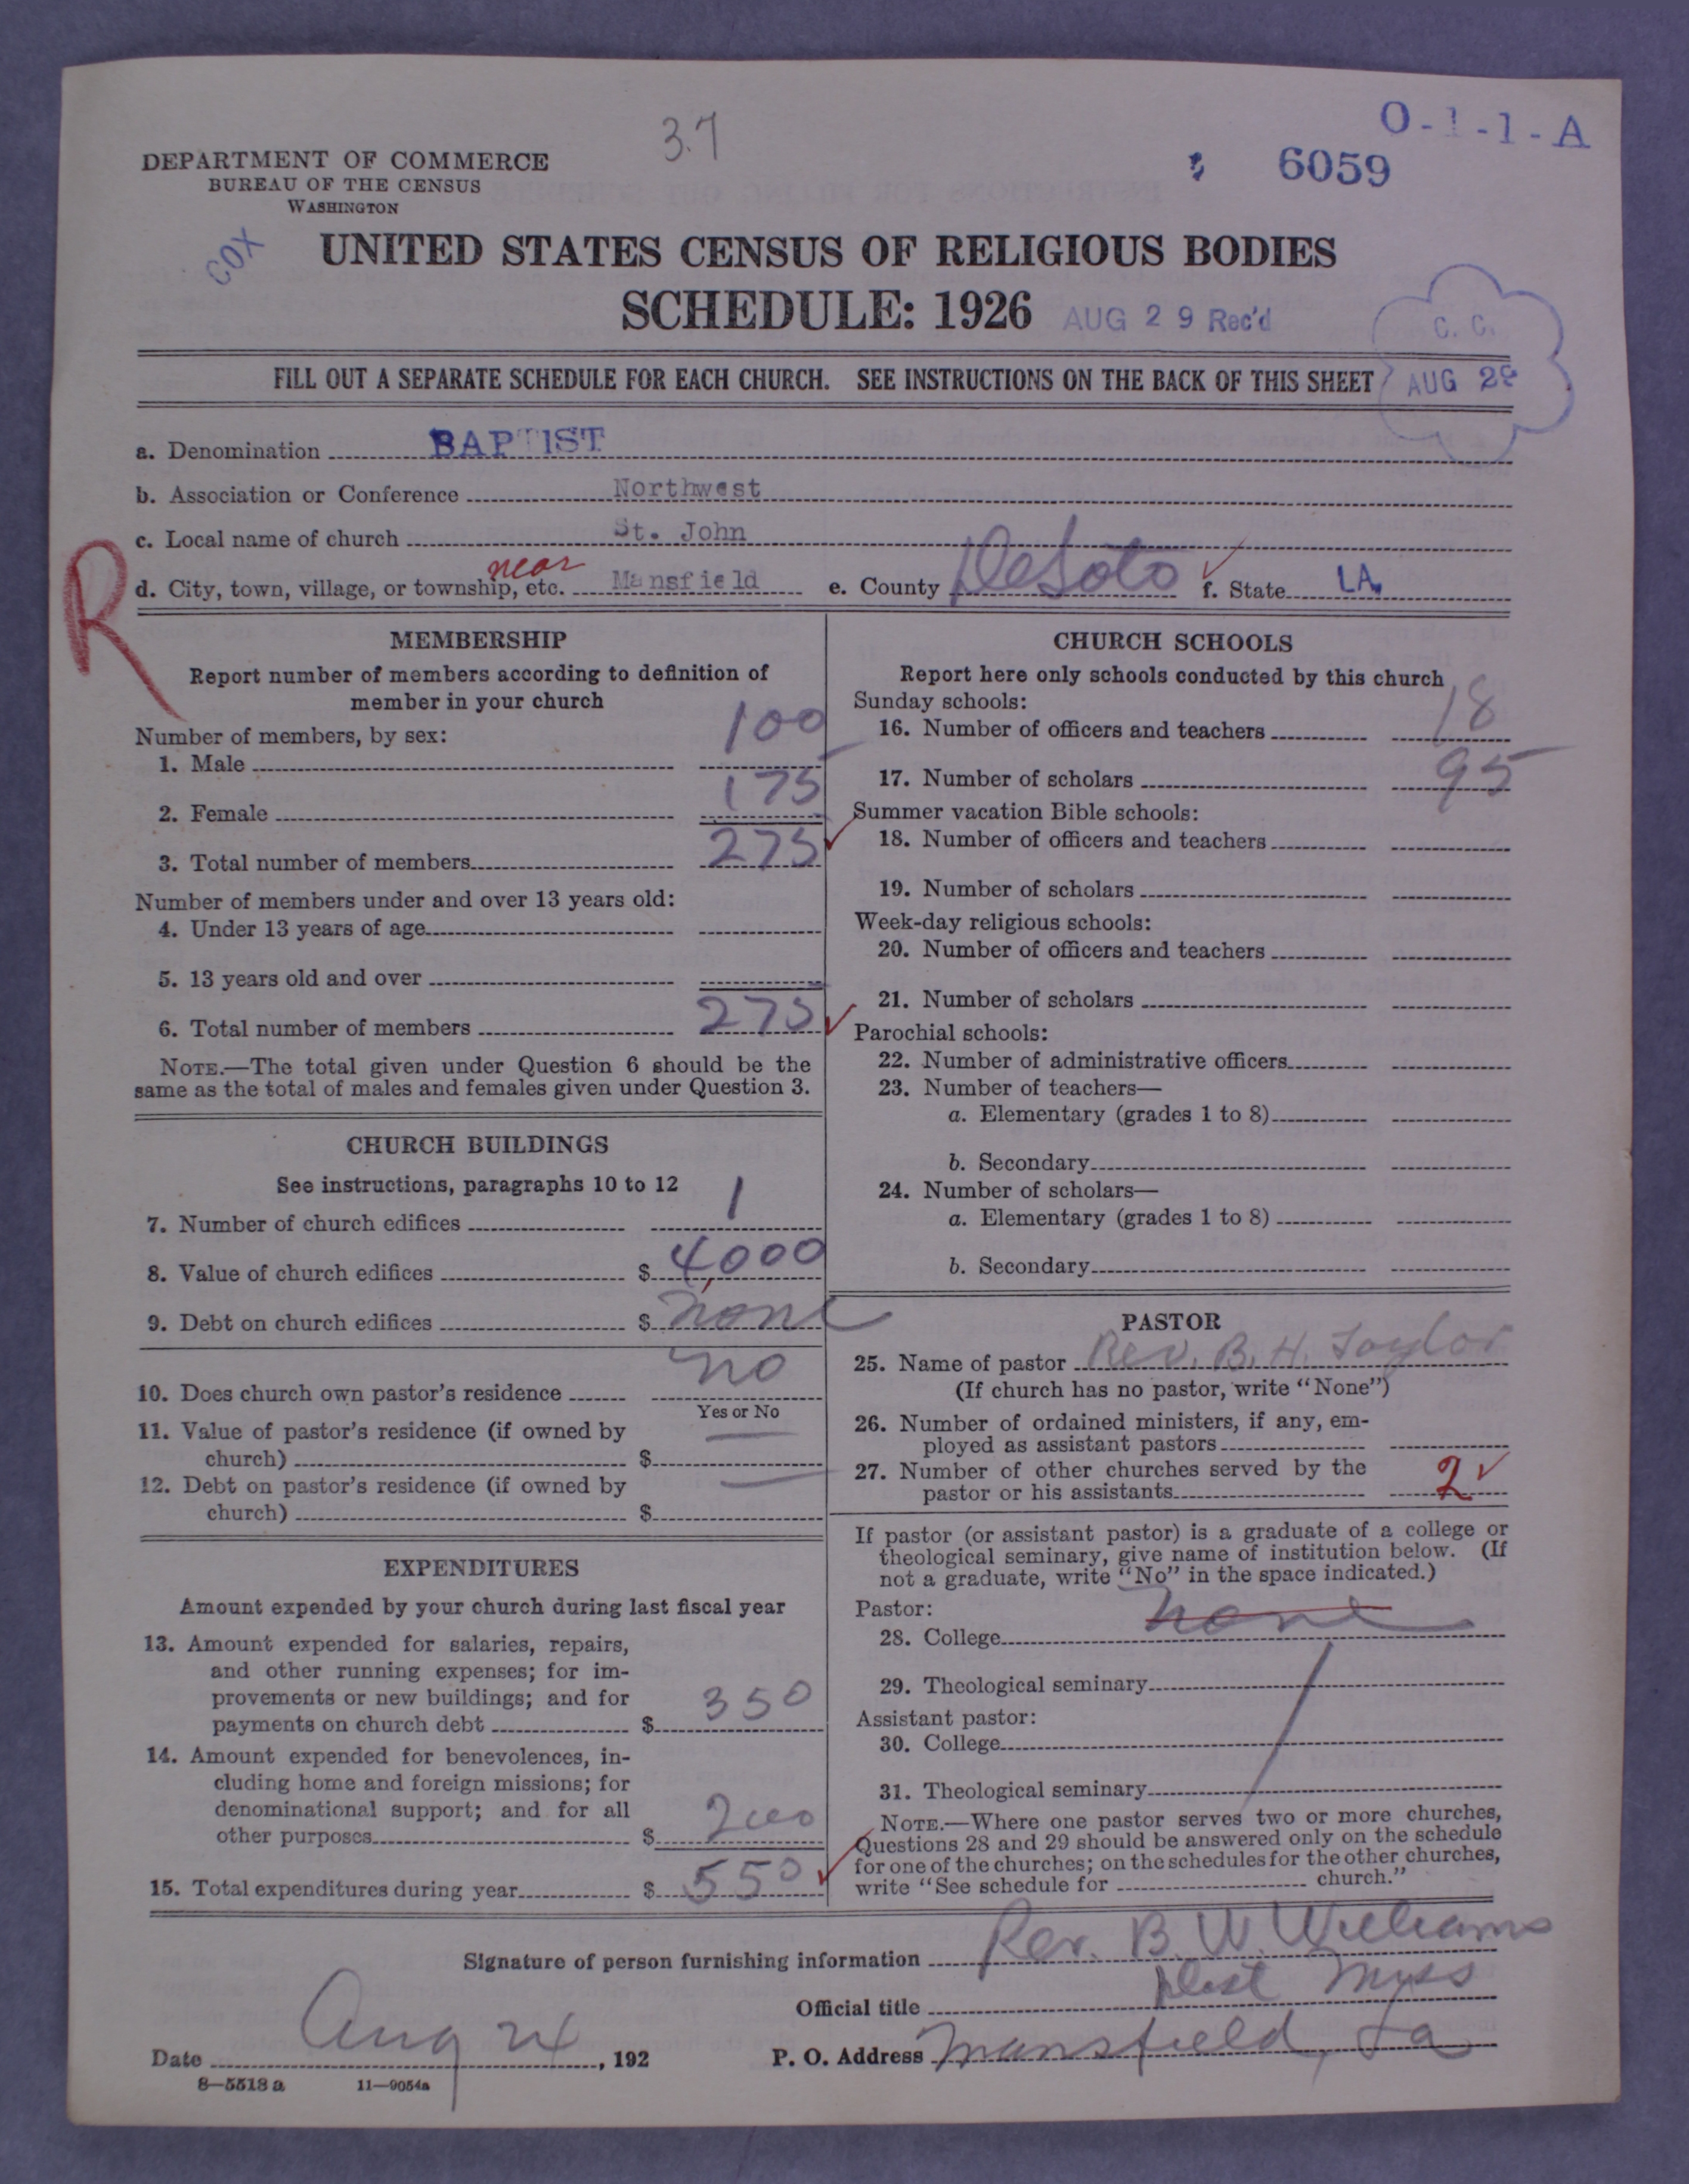 37
O-1-1-A
6059
DEPARTMENT OF COMMERCE
BUREAU OF THE CENSUS
WASHINGTON
COX
UNITED STATES CENSUS OF RELIGIOUS BODIES
SCHEDULE: 1926
AUG 29 Rec'd
C. C.
AUG 29
FILL OUT A SEPARATE SCHEDULE FOR EACH CHURCH. SEE INSTRUCTIONS ON THE BACK OF THIS SHEET
a. Denomination BAPTIST
b. Association or Conference Northwest
c. Local name of church St. John
R
near
d. City, town, village, or township, etc. Mansfield e. County DeSoto f. State LA.
MEMBERSHIP
Report number of members according to definition of
member in your church
Number of members, by sex:
1. Male 100
2. Female 175
3. Total number of members 275
Number of members under and over 13 years old:
4. Under 13 years of age
5. 13 years old and over
6. Total number of members 275
NOTE.—The total given under Question 6 should be the
same as the total of males and females given under Question 3.
CHURCH BUILDINGS
See instructions, paragraphs 10 to 12
7. Number of church edifices 1
8. Value of church edifices $ 4,000
9. Debt on church edifices $ none
10. Does church own pastor's residence no
Yes or No
11. Value of pastor's residence (if owned by
church) $ —
12. Debt on pastor's residence (if owned by
church) $ —
EXPENDITURES
Amount expended by your church during last fiscal year
13. Amount expended for salaries, repairs,
and other running expenses; for im-
provements or new buildings; and for
payments on church debt $ 350
14. Amount expended for benevolences, in-
cluding home and foreign missions; for
denominational support; and for all
other purposes $ 200
15. Total expenditures during year $ 550
CHURCH SCHOOLS
Report here only schools conducted by this church
Sunday schools:
16. Number of officers and teachers 18
17. Number of scholars 95
Summer vacation Bible schools:
18. Number of officers and teachers
19. Number of scholars
Week-day religious schools:
20. Number of officers and teachers
21. Number of scholars
Parochial schools:
22. Number of administrative officers
23. Number of teachers—
a. Elementary (grades 1 to 8)
b. Secondary
24. Number of scholars—
a. Elementary (grades 1 to 8)
b. Secondary
PASTOR
25. Name of pastor Rev. B. H. Taylor
(If church has no pastor, write "None")
26. Number of ordained ministers, if any, em-
ployed as assistant pastors
27. Number of other churches served by the
pastor or his assistants 2
If pastor (or assistant pastor) is a graduate of a college or
theological seminary, give name of institution below. (If
not a graduate, write "No" in the space indicated.)
Pastor:
28. College none
29. Theological seminary
Assistant pastor:
30. College
31. Theological seminary
NOTE.—Where one pastor serves two or more churches,
Questions 28 and 29 should be answered only on the schedule
for one of the churches; on the schedules for the other churches,
write "See schedule for church."
Signature of person furnishing information Rev. B. W. Williams
Official title Dist Miss
Date Aug 24, 192 P. O. Address Mansfield, La
8—5518 a 11—9054a